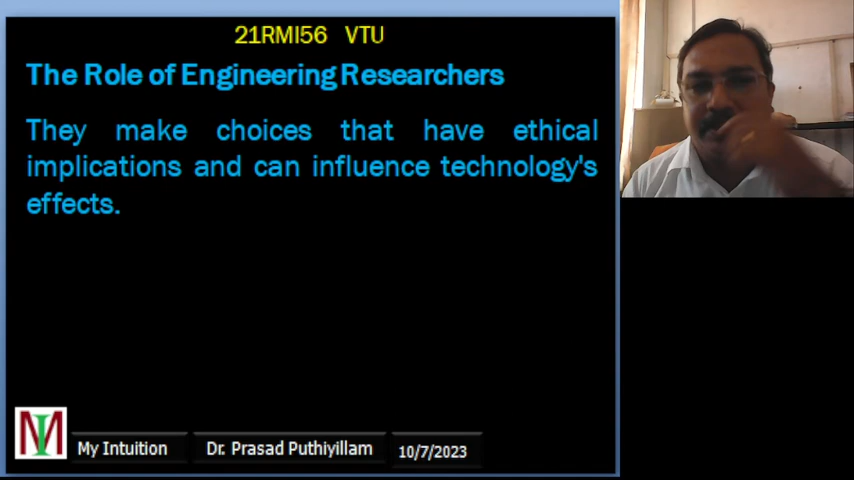 21RMI56 VTU
The Role of Engineering Researchers
They make choices that have ethical
implications and can influence technology's
effects.
MI
My Intuition
Dr. Prasad Puthiyillam
10/7/2023